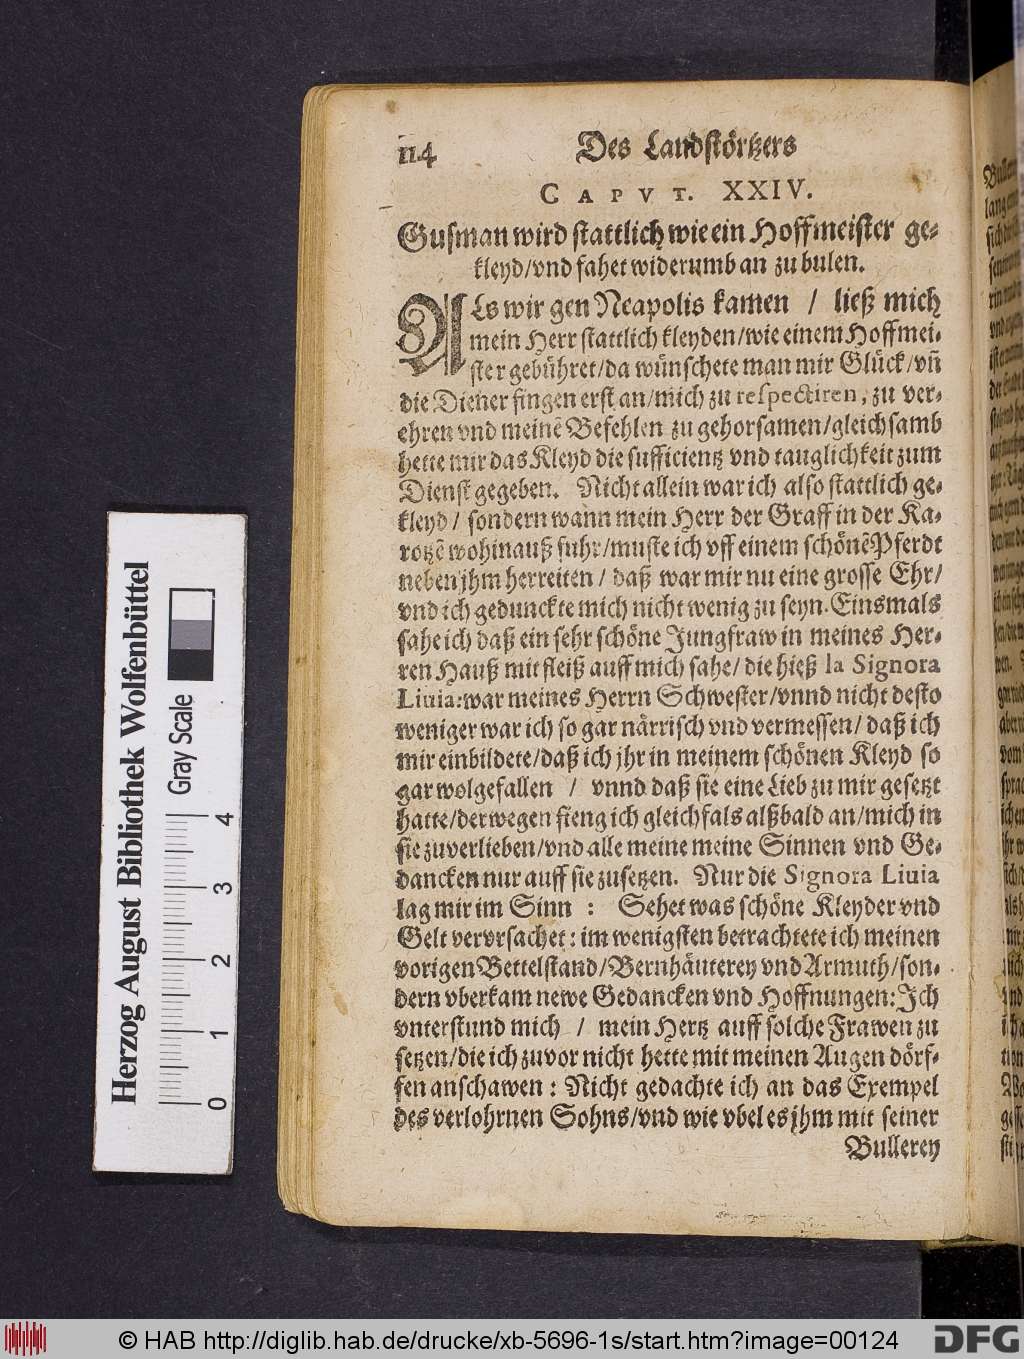 114 Des Landstörtzers
CAPVT. XXIV.
Gusman wird stattlich wie ein Hoffmeister ge-
kleyd/vnd fahet widerumb an zu bulen.
ALs wir gen Neapolis kamen / ließ mich
mein Herr stattlich kleyden/wie einem Hoffmei-
ster gebühret/da wünschete man mir Glück/vñ
die Diener fingen erst an/mich zu respectiren, zu ver-
ehren vnd meine Befehlen zu gehorsamen/gleichsamb
hette mir das Kleyd die sufficientz vnd tauglichkeit zum
Dienst gegeben. Nicht allein war ich also stattlich ge-
kleyd/ sondern wann mein Herr der Graff in der Ka-
rotzẽ wohinauß fuhr/muste ich vff einem schönẽ Pferdt
neben jhm herreiten/ daß war mir nu eine grosse Ehr/
vnd ich gedunckte mich nicht wenig zu seyn. Einsmals
sahe ich daß ein sehr schöne Jungfraw in meines Her-
ren Hauß mit fleiß auff mich sahe/ die hieß la Signora
Liuia: war meines Herrn Schwester/vnnd nicht desto
weniger war ich so gar närrisch vnd vermessen/ daß ich
mir einbildete/daß ich jhr in meinem schönen Kleyd so
gar wolgefallen / vnnd daß sie eine Lieb zu mir gesetzt
hatte/derwegen fieng ich gleichfals alßbald an/mich in
sie zuverlieben/vnd alle meine meine Sinnen vnd Ge-
dancken nur auff sie zusetzen. Nur die Signora Liuia
lag mir im Sinn : Sehet was schöne Kleyder vnd
Gelt vervrsachet: im wenigsten betrachtete ich meinen
vorigen Bettelstand/Bernhäuterey vnd Armuth/son-
dern vberkam newe Gedancken vnd Hoffnungen: Ich
vnterstund mich / mein Hertz auff solche Frawen zu
setzen/die ich zuvor nicht hette mit meinen Augen dörf-
fen anschawen : Nicht gedachte ich an das Exempel
des verlohrnen Sohns/vnd wie vbel es jhm mit seiner
Bullerey
Herzog August Bibliothek Wolfenbüttel
Gray Scale
0 1 2 3 4
© HAB http://diglib.hab.de/drucke/xb-5696-1s/start.htm?image=00124
DFG